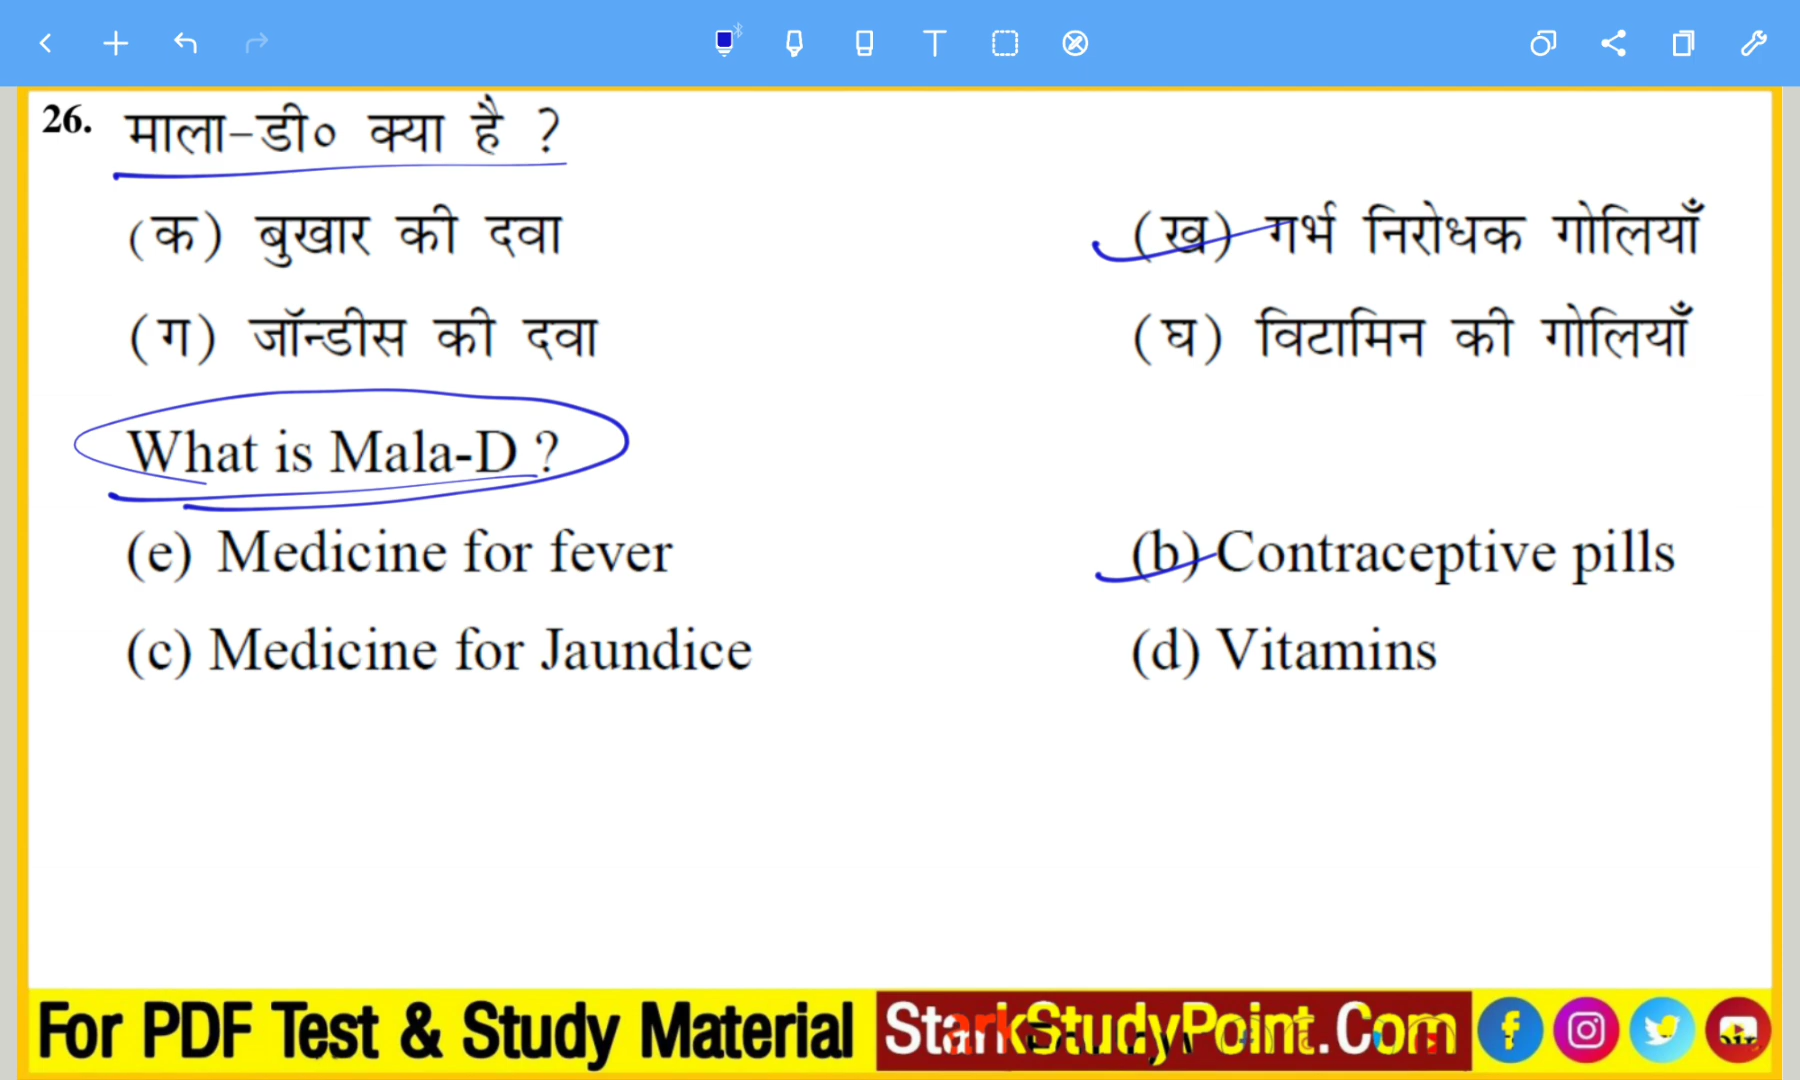 26. माला-डी० क्या है ?
(क) बुखार की दवा (ख) गर्भ निरोधक गोलियाँ
(ग) जॉन्डीस की दवा (घ) विटामिन की गोलियाँ
What is Mala-D ?
(e) Medicine for fever (b) Contraceptive pills
(c) Medicine for Jaundice (d) Vitamins
For PDF Test & Study Material StarkStudyPoint.Com